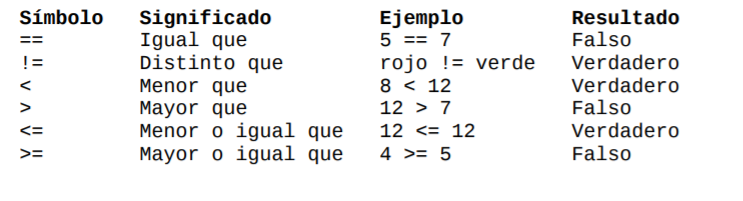 Símbolo Significado Ejemplo Resultado
== Igual que 5 == 7 Falso
!= Distinto que rojo != verde Verdadero
< Menor que 8 < 12 Verdadero
> Mayor que 12 > 7 Falso
<= Menor o igual que 12 <= 12 Verdadero
>= Mayor o igual que 4 >= 5 Falso